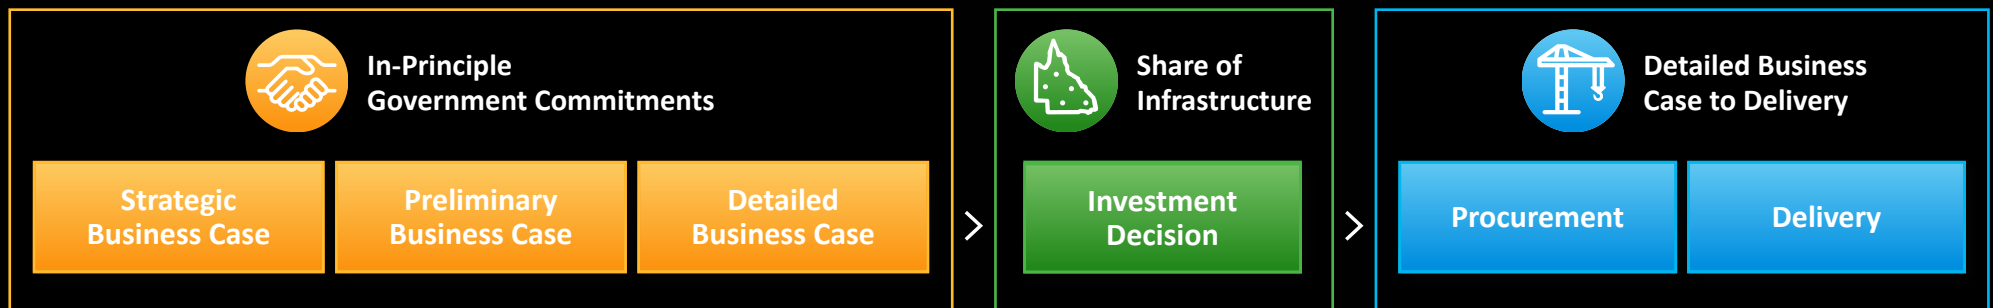 In-Principle
Government Commitments
Strategic
Business Case
Preliminary
Business Case
Detailed
Business Case
>
Share of
Infrastructure
Investment
Decision
>
Detailed Business
Case to Delivery
Procurement
Delivery